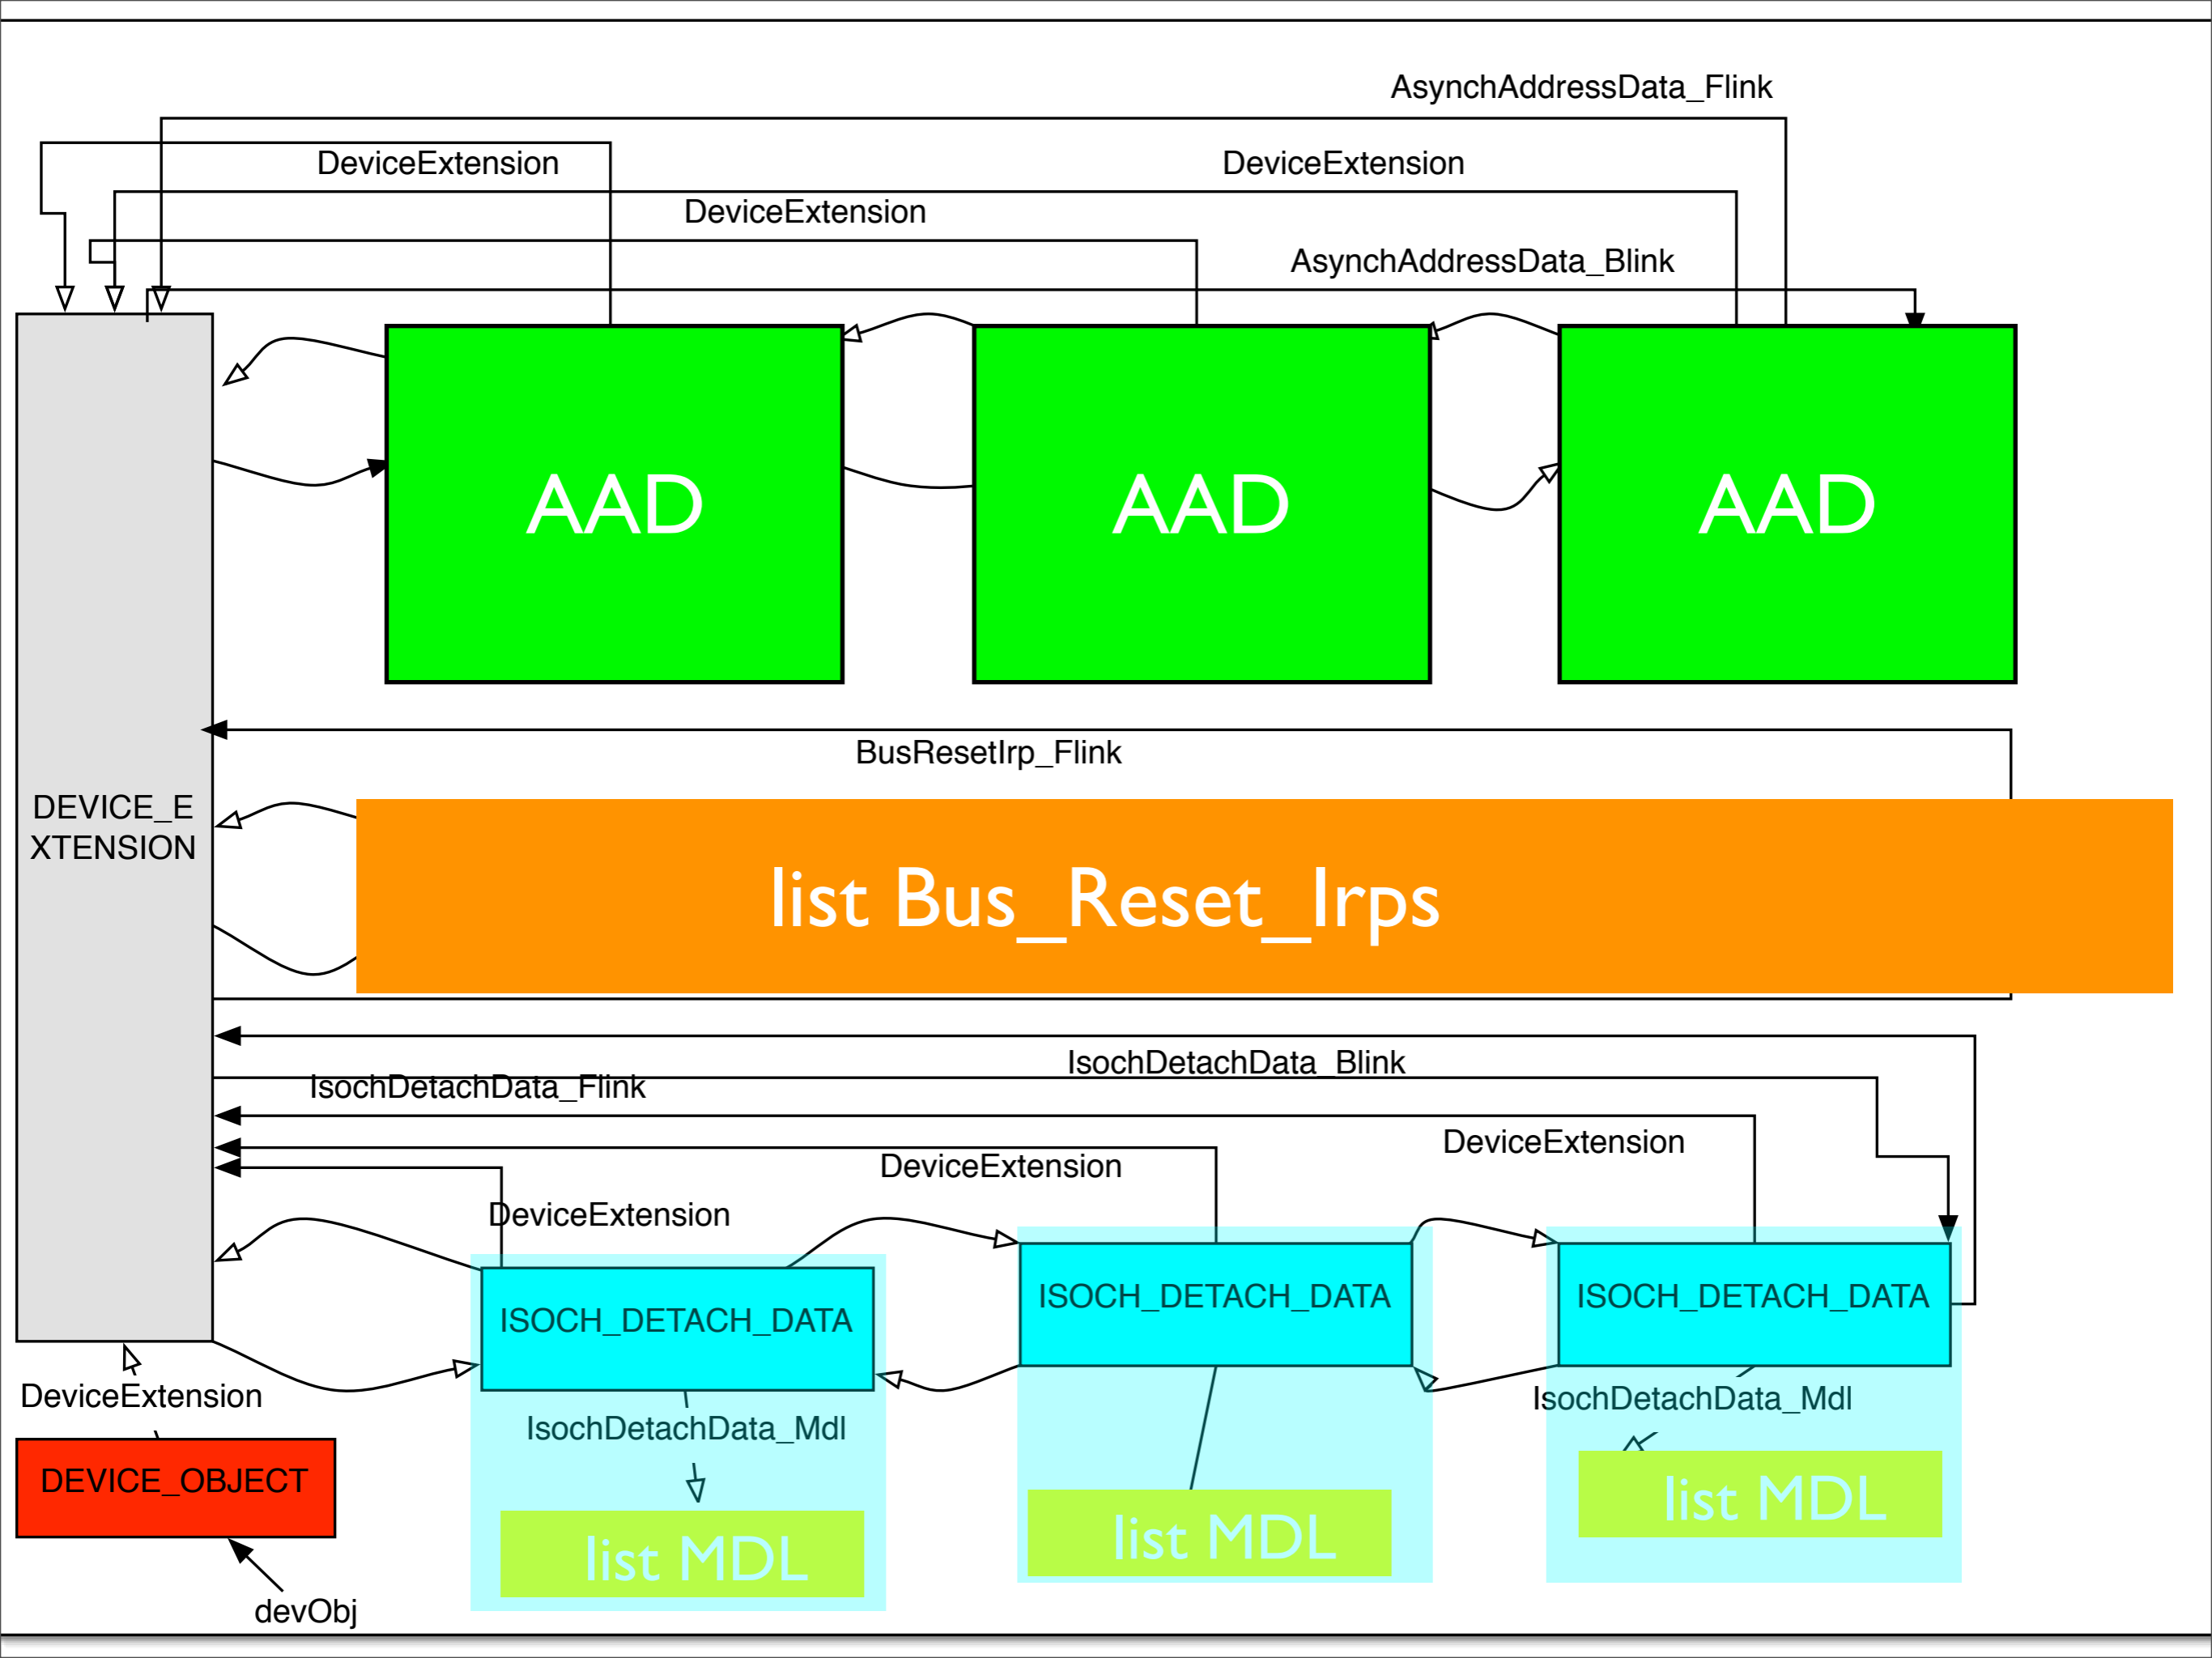 AsynchAddressData_Flink
DeviceExtension
DeviceExtension
DeviceExtension
AsynchAddressData_Blink
AAD
AAD
AAD
BusResetIrp_Flink
DEVICE_E
XTENSION
list Bus_Reset_Irps
IsochDetachData_Blink
IsochDetachData_Flink
DeviceExtension
DeviceExtension
DeviceExtension
ISOCH_DETACH_DATA
ISOCH_DETACH_DATA
ISOCH_DETACH_DATA
DeviceExtension
IsochDetachData_Mdl
IsochDetachData_Mdl
DEVICE_OBJECT
list MDL
list MDL
list MDL
devObj